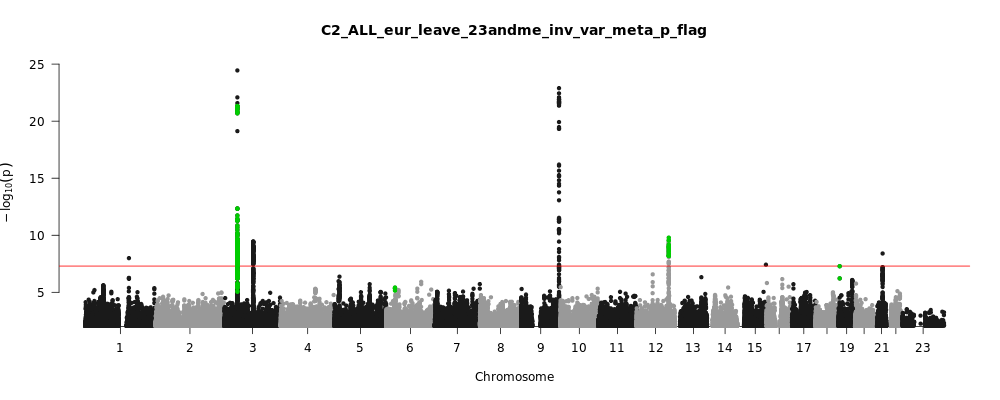 C2_ALL_eur_leave_23andme_inv_var_meta_p_flag
25
20
15
10
5
−log10(p)
1 2 3 4 5 6 7 8 9 10 11 12 13 14 15 17 19 21 23
Chromosome